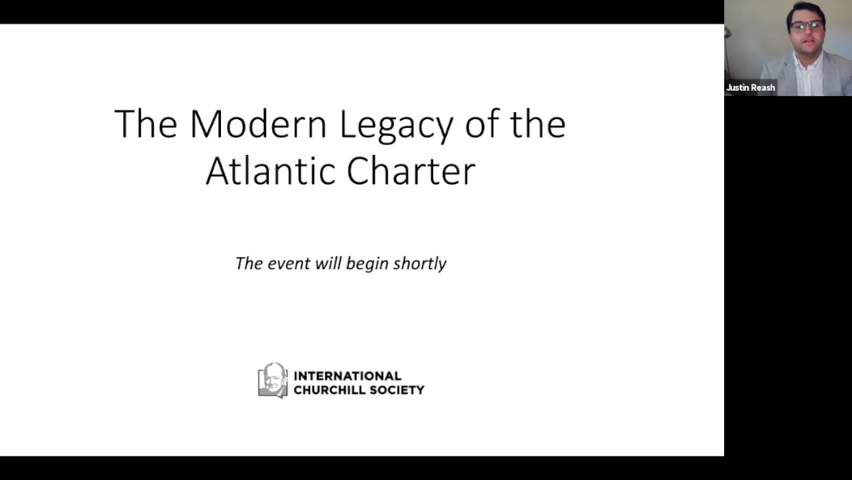 The Modern Legacy of the
Atlantic Charter
The event will begin shortly
INTERNATIONAL
CHURCHILL SOCIETY
Justin Reash